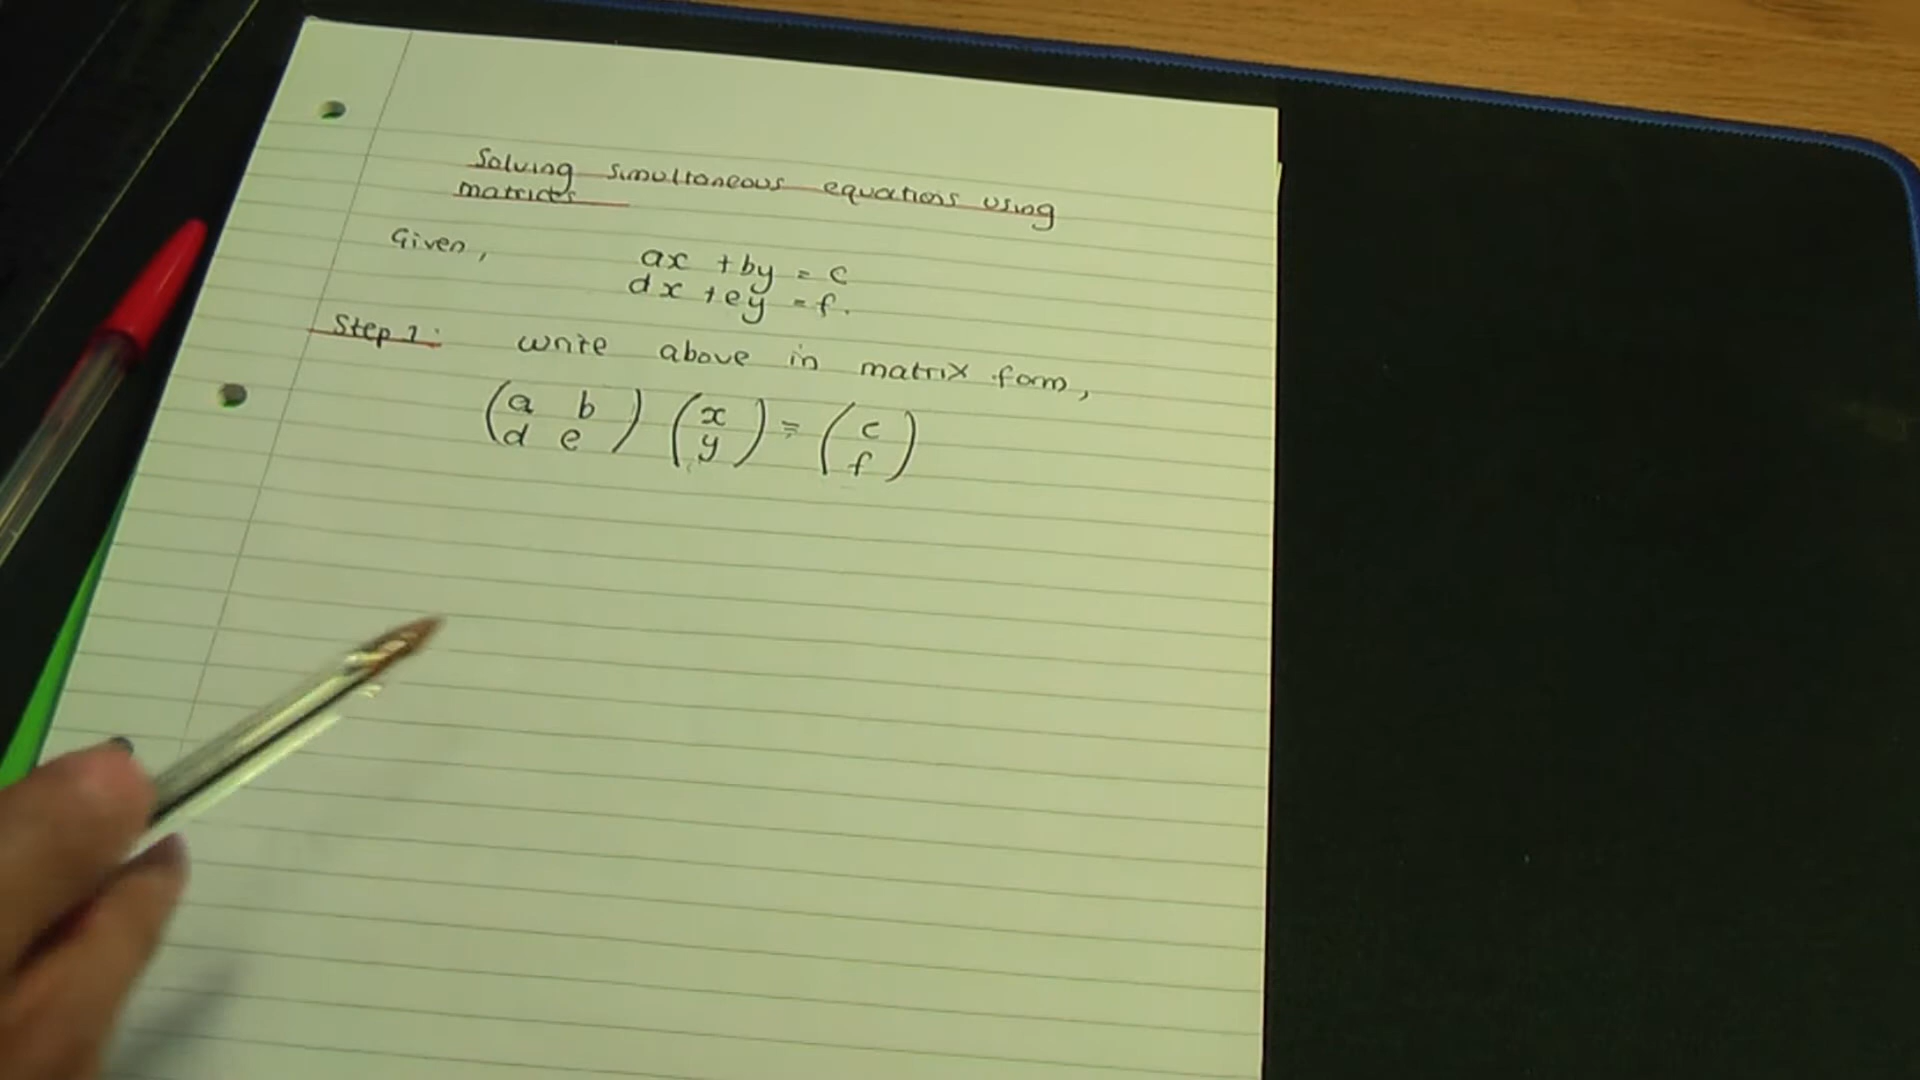 Solving simultaneous equations using
matrices
Given, ax + by = c
dx + ey = f.
Step 1: write above in matrix form,
(a b) (x) = (c)
(d e) (y) (f)